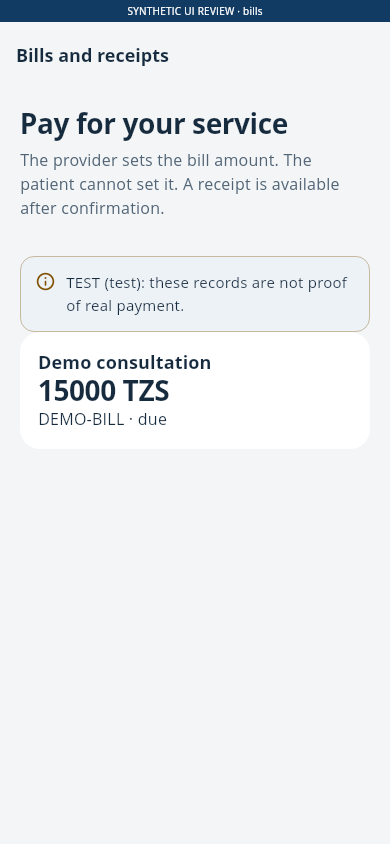 SYNTHETIC UI REVIEW · bills
Bills and receipts
Pay for your service
The provider sets the bill amount. The
patient cannot set it. A receipt is available
after confirmation.
TEST (test): these records are not proof
of real payment.
Demo consultation
15000 TZS
DEMO-BILL · due